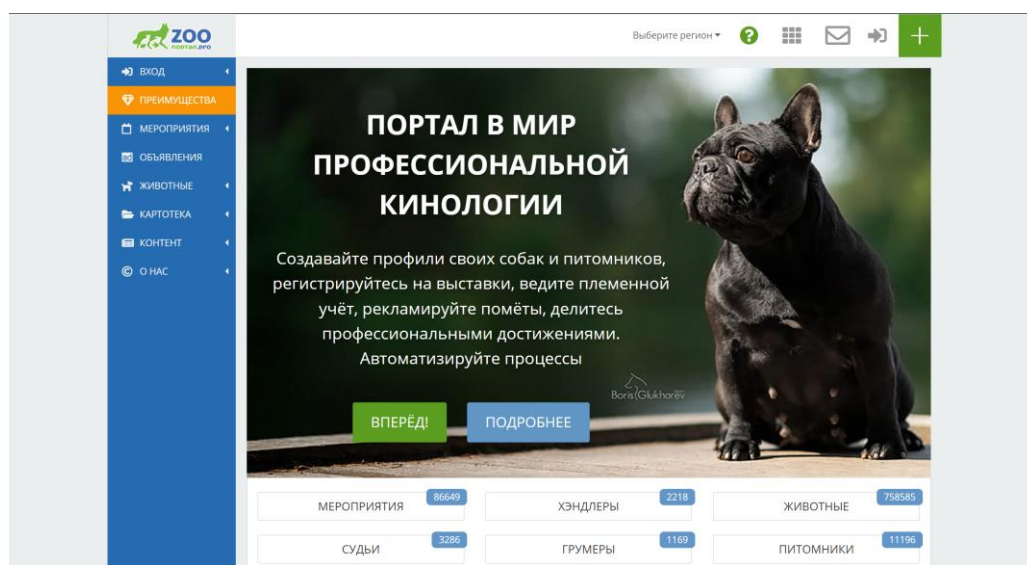 ZOO
портал.pro
Выберите регион
ВХОД
ПРЕИМУЩЕСТВА
МЕРОПРИЯТИЯ
ОБЪЯВЛЕНИЯ
ЖИВОТНЫЕ
КАРТОТЕКА
КОНТЕНТ
О НАС
ПОРТАЛ В МИР
ПРОФЕССИОНАЛЬНОЙ
КИНОЛОГИИ
Создавайте профили своих собак и питомников,
регистрируйтесь на выставки, ведите племенной
учёт, рекламируйте помёты, делитесь
профессиональными достижениями.
Автоматизируйте процессы
Boris Glukharёv
ВПЕРЁД! ПОДРОБНЕЕ
МЕРОПРИЯТИЯ 86649 ХЭНДЛЕРЫ 2218 ЖИВОТНЫЕ 758585
СУДЬИ 3286 ГРУМЕРЫ 1169 ПИТОМНИКИ 11196